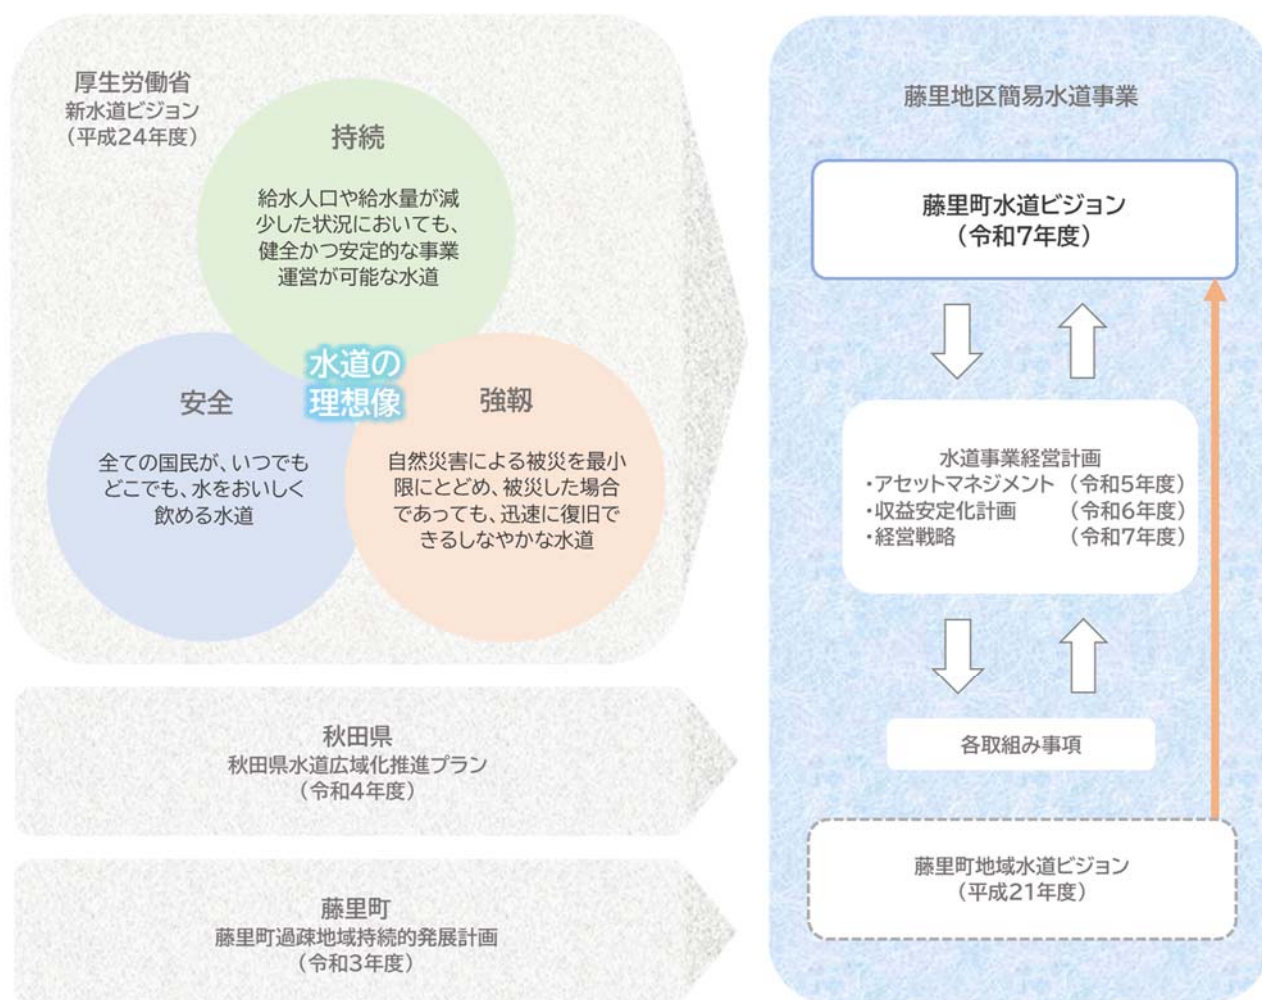 厚生労働省
新水道ビジョン
（平成24年度）
持続
給水人口や給水量が減
少した状況においても、
健全かつ安定的な事業
運営が可能な水道
水道の
理想像
安全
全ての国民が、いつでも
どこでも、水をおいしく
飲める水道
強靱
自然災害による被災を最小
限にとどめ、被災した場合
であっても、迅速に復旧で
きるしなやかな水道
秋田県
秋田県水道広域化推進プラン
（令和4年度）
藤里町
藤里町過疎地域持続的発展計画
（令和3年度）
藤里地区簡易水道事業
藤里町水道ビジョン
（令和7年度）
水道事業経営計画
・アセットマネジメント （令和5年度）
・収益安定化計画 （令和6年度）
・経営戦略 （令和7年度）
各取組み事項
藤里町地域水道ビジョン
（平成21年度）